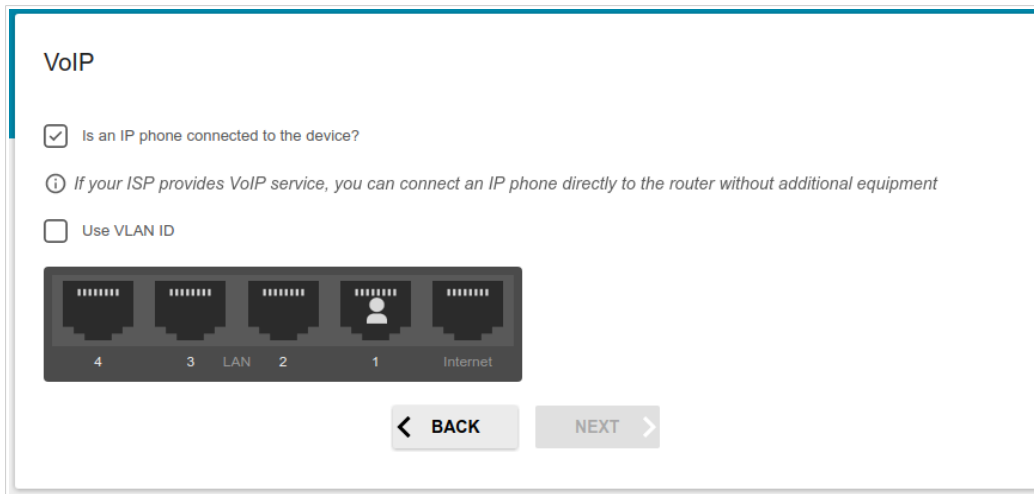 VoIP
Is an IP phone connected to the device?
If your ISP provides VoIP service, you can connect an IP phone directly to the router without additional equipment
Use VLAN ID
4 3 LAN 2 1 Internet
BACK NEXT